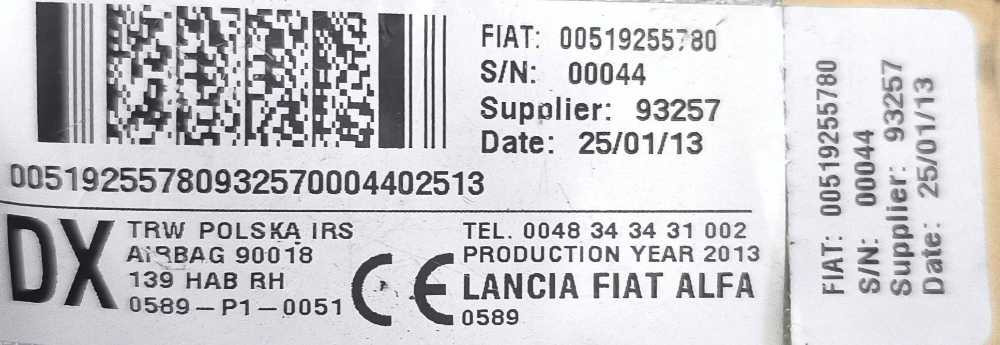 FIAT: 00519255780
S/N: 00044
Supplier: 93257
Date: 25/01/13
00519255780932570004402513
DX
TRW POLSKA IRS
AIRBAG 90018
139 HAB RH
0589-P1-0051
CE
TEL. 0048 34 34 31 002
PRODUCTION YEAR 2013
LANCIA FIAT ALFA
0589
FIAT: 00519255780
S/N: 00044
Supplier: 93257
Date: 25/01/13